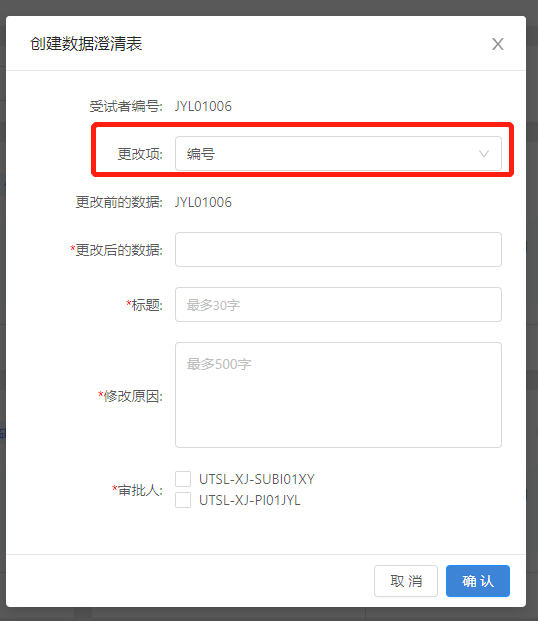 创建数据澄清表
受试者编号: JYL01006
更改项: 编号
更改前的数据: JYL01006
*更改后的数据:
*标题: 最多30字
最多500字
*修改原因:
UTSL-XJ-SUBI01XY
*审批人:
UTSL-XJ-PI01JYL
取 消 确 认